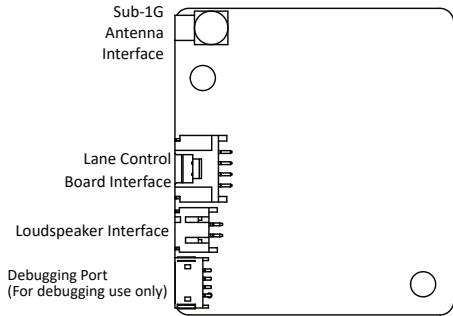 Sub-1G
Antenna
Interface
Lane Control
Board Interface
Loudspeaker Interface
Debugging Port
(For debugging use only)